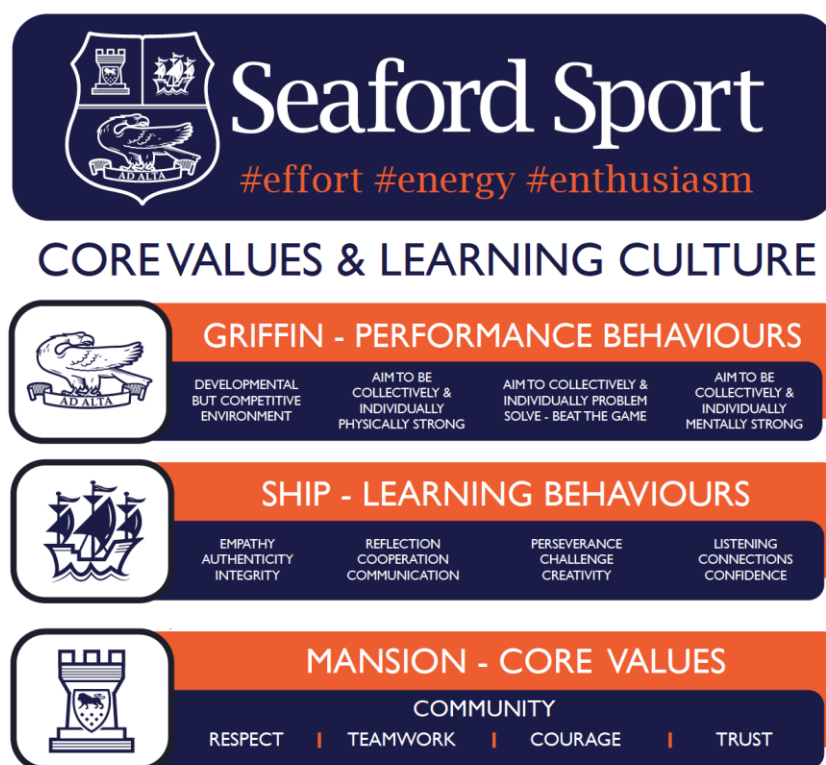 Seaford Sport
AD ALTA
#effort #energy #enthusiasm
CORE VALUES & LEARNING CULTURE
GRIFFIN - PERFORMANCE BEHAVIOURS
AD ALTA
DEVELOPMENTAL
BUT COMPETITIVE
ENVIRONMENT
AIM TO BE
COLLECTIVELY &
INDIVIDUALLY
PHYSICALLY STRONG
AIM TO COLLECTIVELY &
INDIVIDUALLY PROBLEM
SOLVE - BEAT THE GAME
AIM TO BE
COLLECTIVELY &
INDIVIDUALLY
MENTALLY STRONG
SHIP - LEARNING BEHAVIOURS
EMPATHY
AUTHENTICITY
INTEGRITY
REFLECTION
COOPERATION
COMMUNICATION
PERSEVERANCE
CHALLENGE
CREATIVITY
LISTENING
CONNECTIONS
CONFIDENCE
MANSION - CORE VALUES
COMMUNITY
RESPECT | TEAMWORK | COURAGE | TRUST